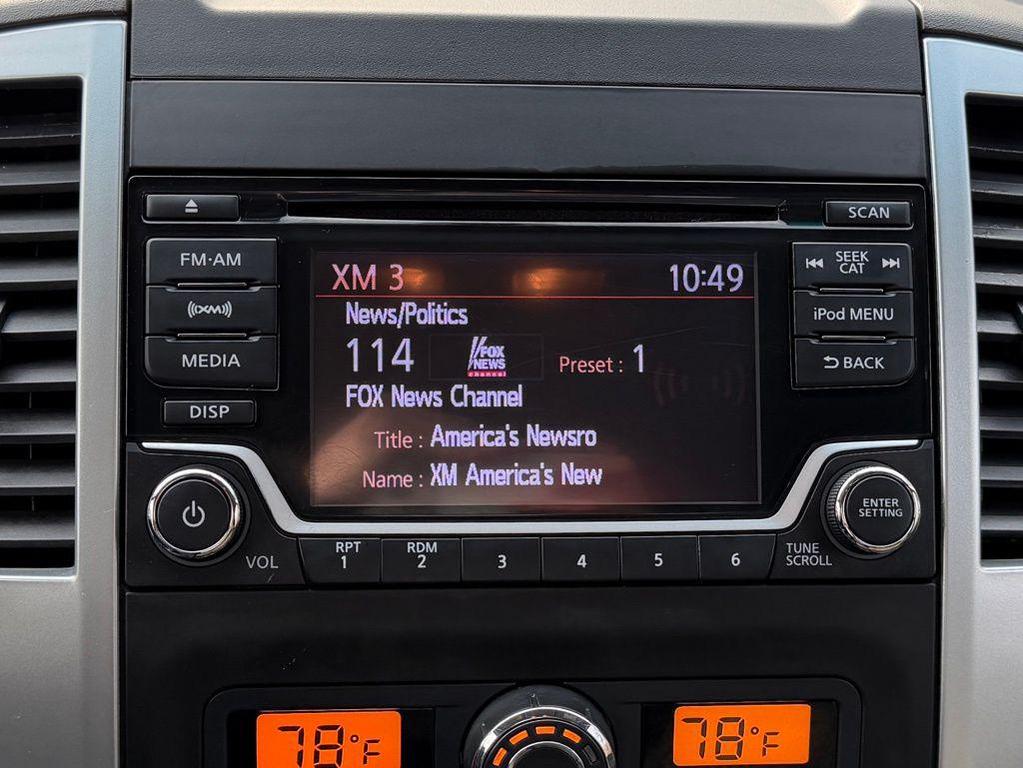 SCAN
FM·AM
SEEK
CAT
((XM))
iPod MENU
MEDIA
BACK
DISP
XM 3 10:49
News/Politics
114 FOX NEWS channel Preset : 1
FOX News Channel
Title : America's Newsro
Name : XM America's New
ENTER
SETTING
VOL
RPT 1
RDM 2
3
4
5
6
TUNE
SCROLL
78°F
78°F